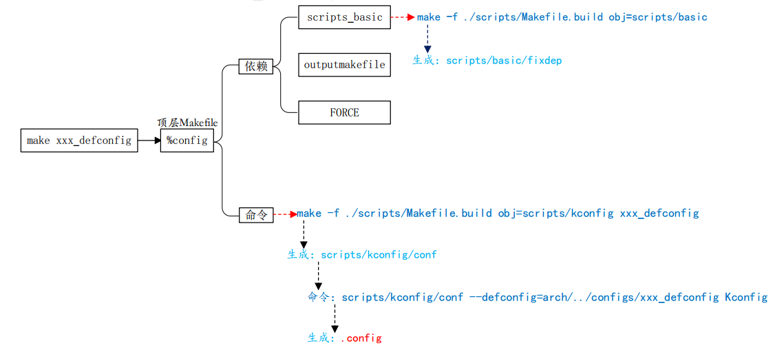 scripts_basic
make -f ./scripts/Makefile.build obj=scripts/basic
生成：scripts/basic/fixdep
依赖
outputmakefile
FORCE
顶层Makefile
make xxx_defconfig
%config
命令
make -f ./scripts/Makefile.build obj=scripts/kconfig xxx_defconfig
生成：scripts/kconfig/conf
命令：scripts/kconfig/conf --defconfig=arch/../configs/xxx_defconfig Kconfig
生成：.config